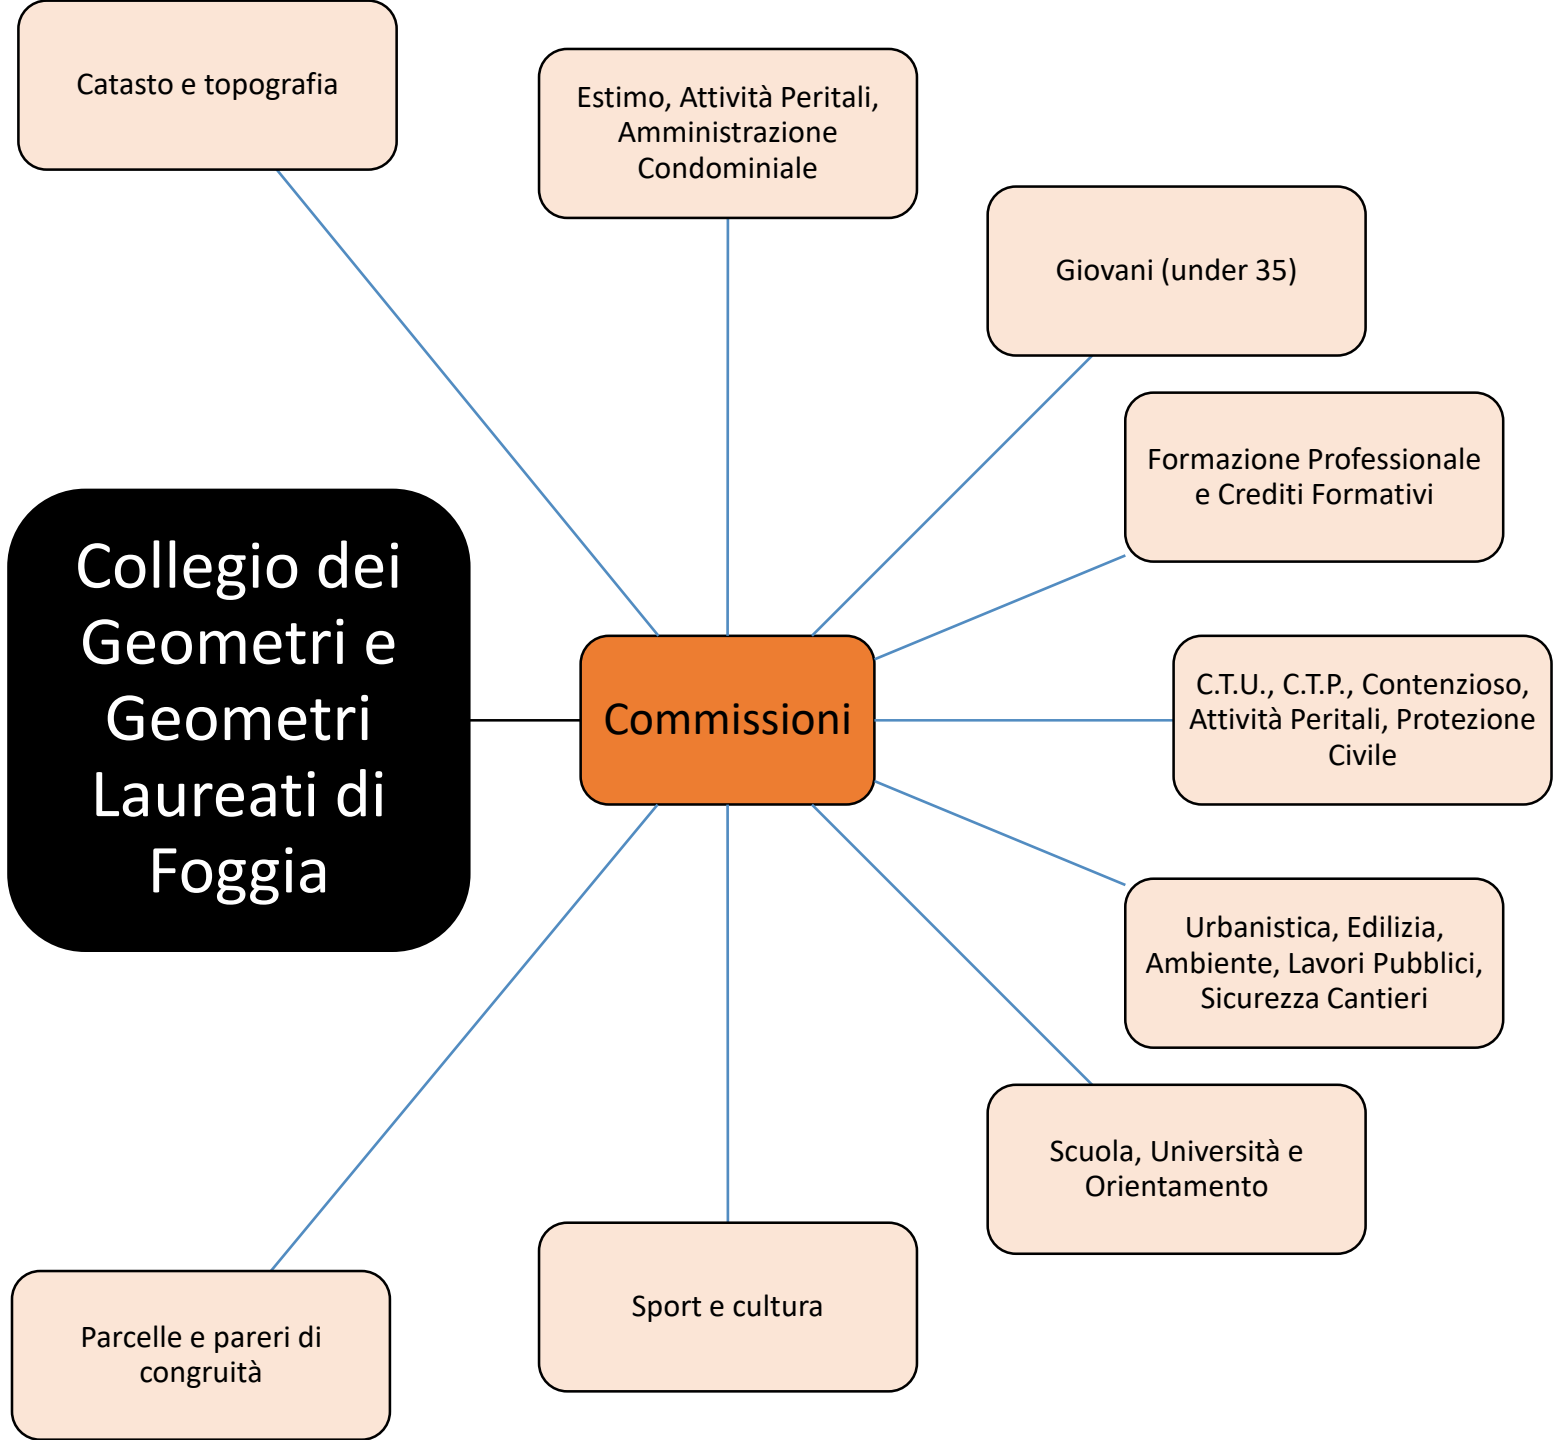 Catasto e topografia
Estimo, Attività Peritali,
Amministrazione
Condominiale
Giovani (under 35)
Formazione Professionale
e Crediti Formativi
Collegio dei
Geometri e
Geometri
Laureati di
Foggia
Commissioni
C.T.U., C.T.P., Contenzioso,
Attività Peritali, Protezione
Civile
Urbanistica, Edilizia,
Ambiente, Lavori Pubblici,
Sicurezza Cantieri
Scuola, Università e
Orientamento
Sport e cultura
Parcelle e pareri di
congruità